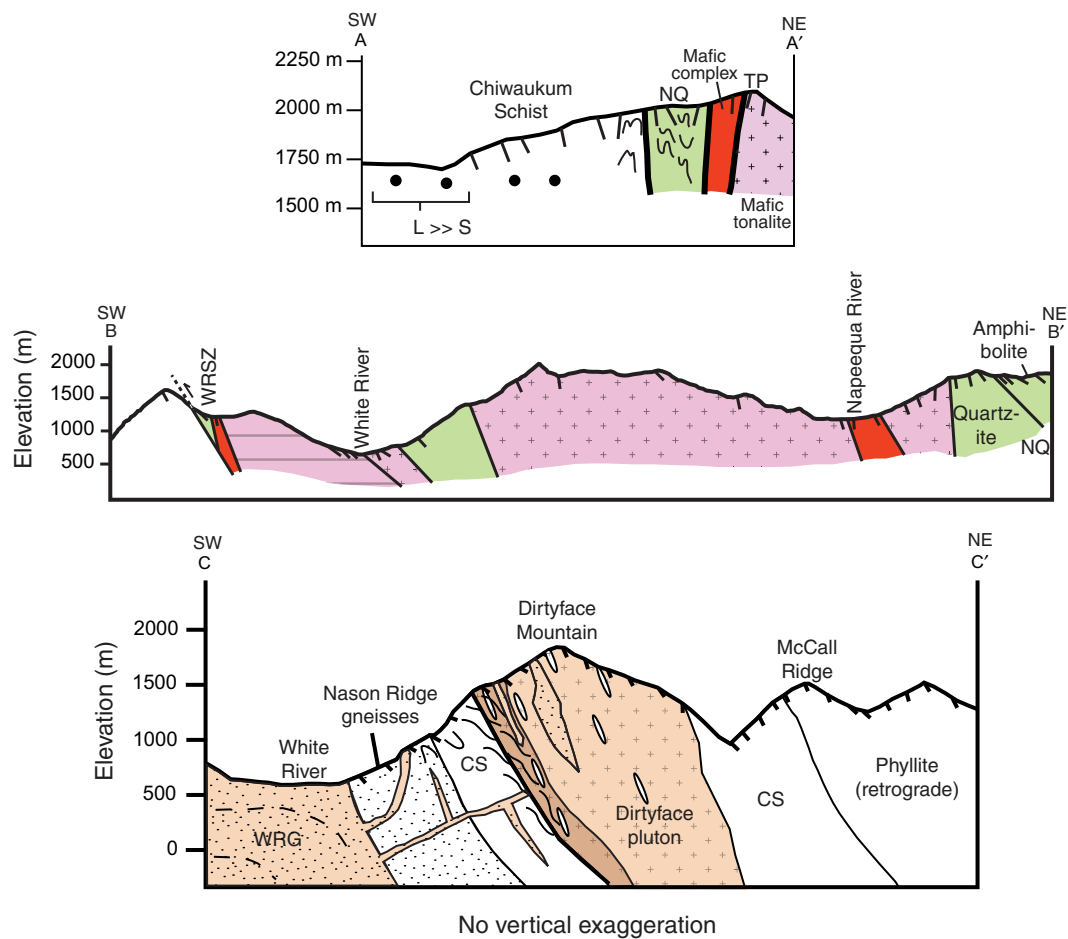 SW
A
NE
A′
2250 m
2000 m
1750 m
1500 m
Chiwaukum
Schist
NQ
Mafic
complex
TP
Mafic
tonalite
L >> S
SW
B
NE
B′
Elevation (m)
2000
1500
1000
500
WRSZ
White River
Napeequa River
Amphi-
bolite
Quartz-
ite
NQ
SW
C
NE
C′
Elevation (m)
2000
1500
1000
500
0
Dirtyface
Mountain
McCall
Ridge
Nason Ridge
gneisses
White
River
CS
WRG
Dirtyface
pluton
CS
Phyllite
(retrograde)
No vertical exaggeration